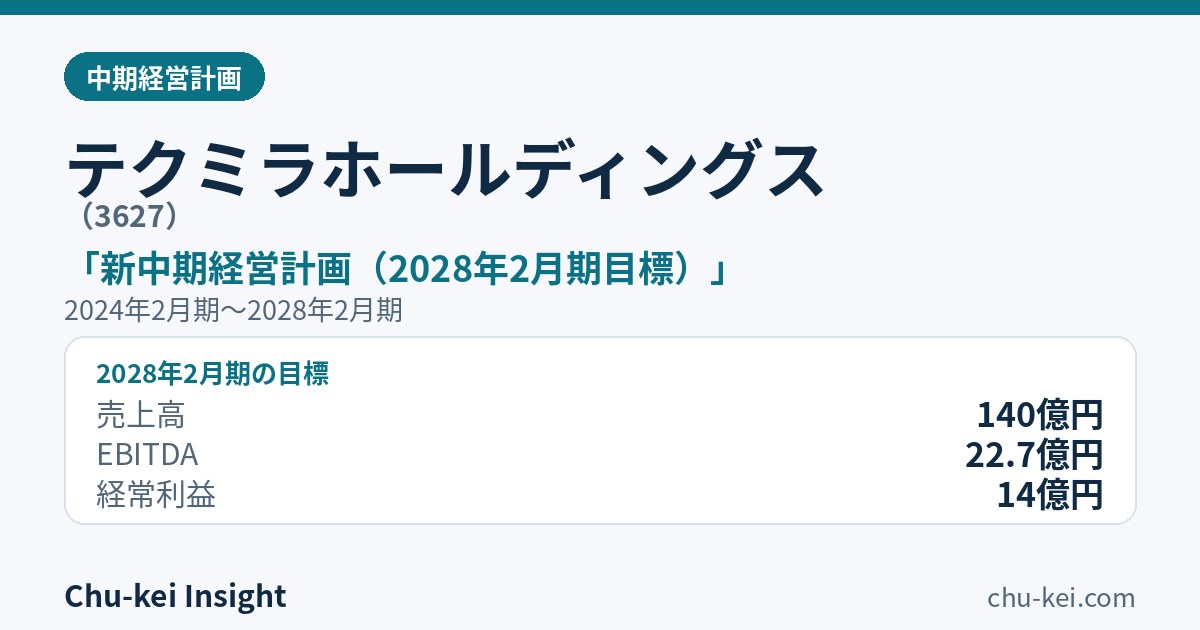 中期経営計画
テクミラホールディングス
（3627）
「新中期経営計画（2028年2月期目標）」
2024年2月期～2028年2月期
2028年2月期の目標
売上高 140億円
EBITDA 22.7億円
経常利益 14億円
Chu-kei Insight chu-kei.com